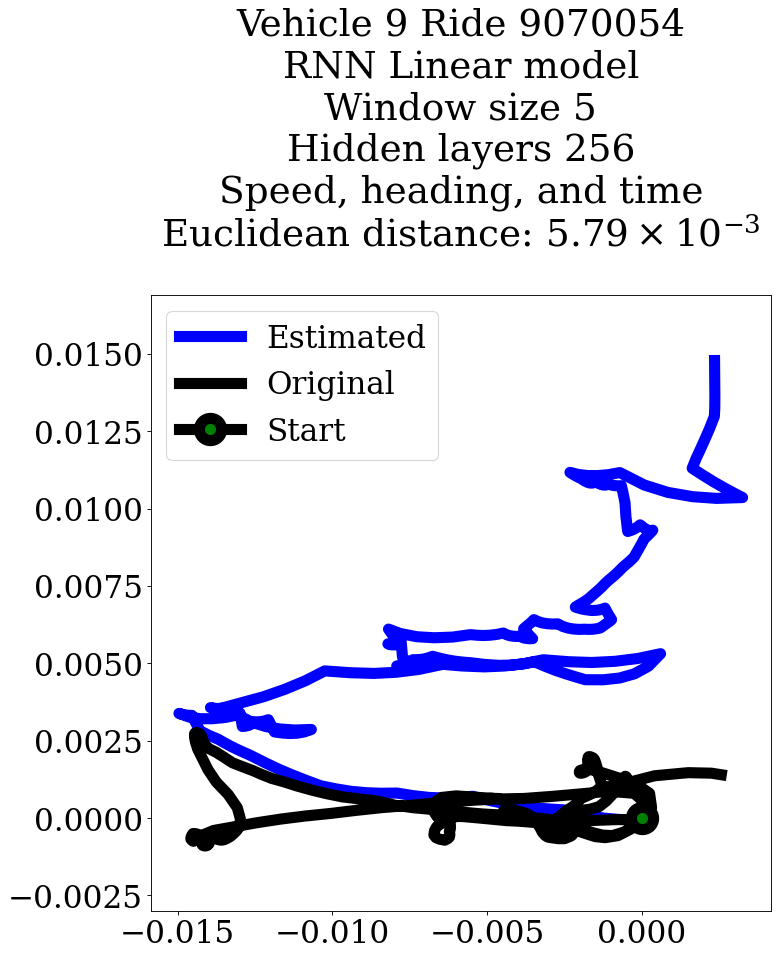 Vehicle 9 Ride 9070054
RNN Linear model
Window size 5
Hidden layers 256
Speed, heading, and time
Euclidean distance: 5.79 × 10⁻³
Estimated
Original
Start
0.0150
0.0125
0.0100
0.0075
0.0050
0.0025
0.0000
−0.0025
−0.015 −0.010 −0.005 0.000